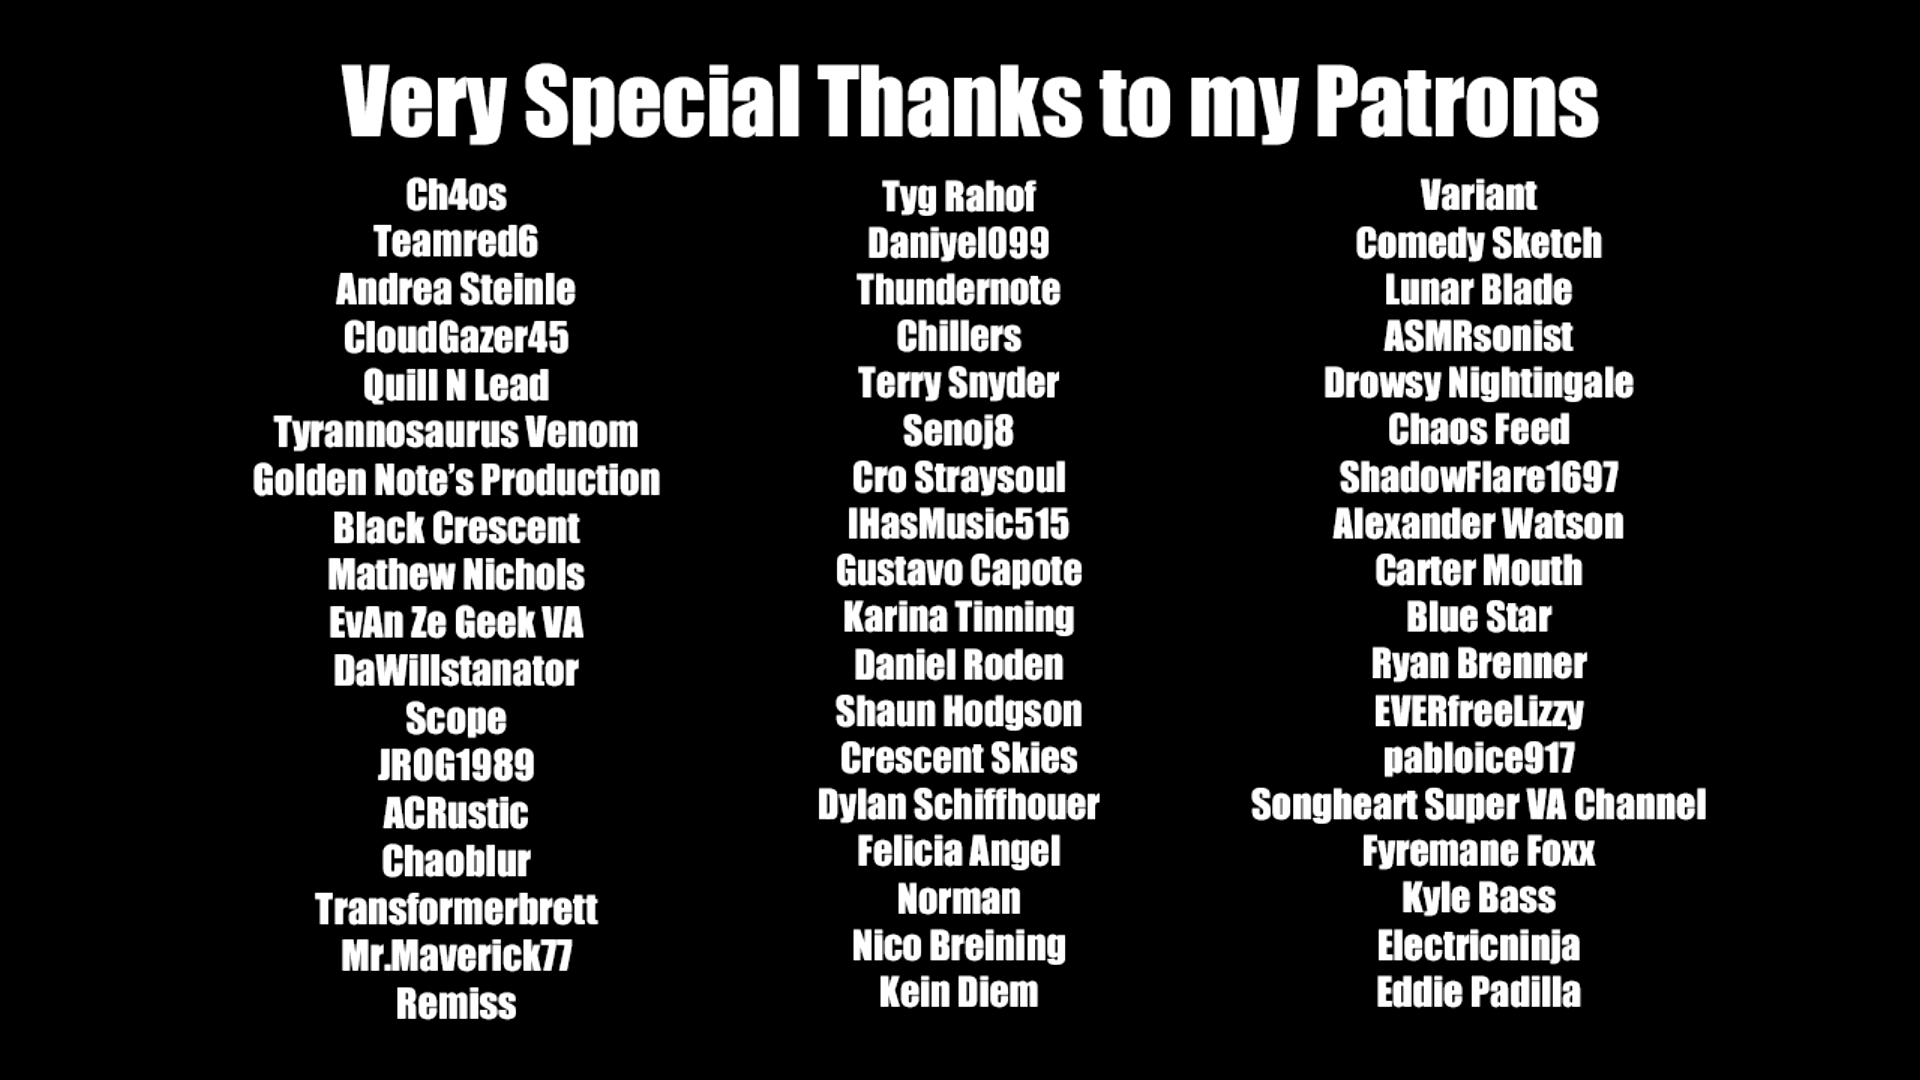 Very Special Thanks to my Patrons
Ch4os
Teamred6
Andrea Steinle
CloudGazer45
Quill N Lead
Tyrannosaurus Venom
Golden Note’s Production
Black Crescent
Mathew Nichols
EvAn Ze Geek VA
DaWillstanator
Scope
JROG1989
ACRustic
Chaoblur
Transformerbrett
Mr.Maverick77
Remiss
Tyg Rahof
Daniyel099
Thundernote
Chillers
Terry Snyder
Senoj8
Cro Straysoul
IHasMusic515
Gustavo Capote
Karina Tinning
Daniel Roden
Shaun Hodgson
Crescent Skies
Dylan Schiffhouer
Felicia Angel
Norman
Nico Breining
Kein Diem
Variant
Comedy Sketch
Lunar Blade
ASMRsonist
Drowsy Nightingale
Chaos Feed
ShadowFlare1697
Alexander Watson
Carter Mouth
Blue Star
Ryan Brenner
EVERfreeLizzy
pabloice917
Songheart Super VA Channel
Fyremane Foxx
Kyle Bass
Electricninja
Eddie Padilla